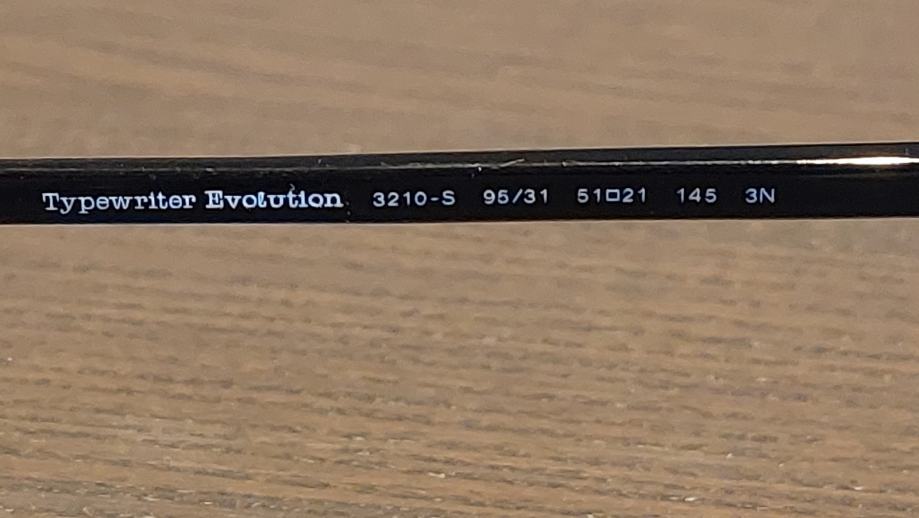 Typewriter Evolution 3210-S 95/31 51□21 145 3N